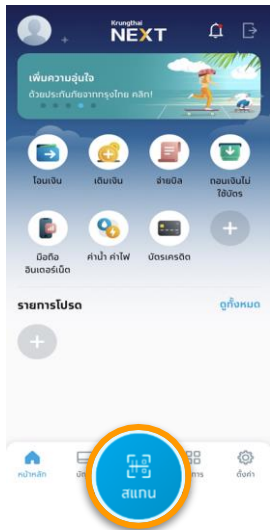 Krungthai
NEXT
เพิ่มความอุ่นใจ
ด้วยประกันภัยจากกรุงไทย คลิก!
โอนเงิน
เติมเงิน
จ่ายบิล
ถอนเงินไม่
ใช้บัตร
มือถือ
อินเตอร์เน็ต
ค่าน้ำ ค่าไฟ
บัตรเครดิต
รายการโปรด
ดูทั้งหมด
หน้าหลัก
สแกน
ตั้งค่า